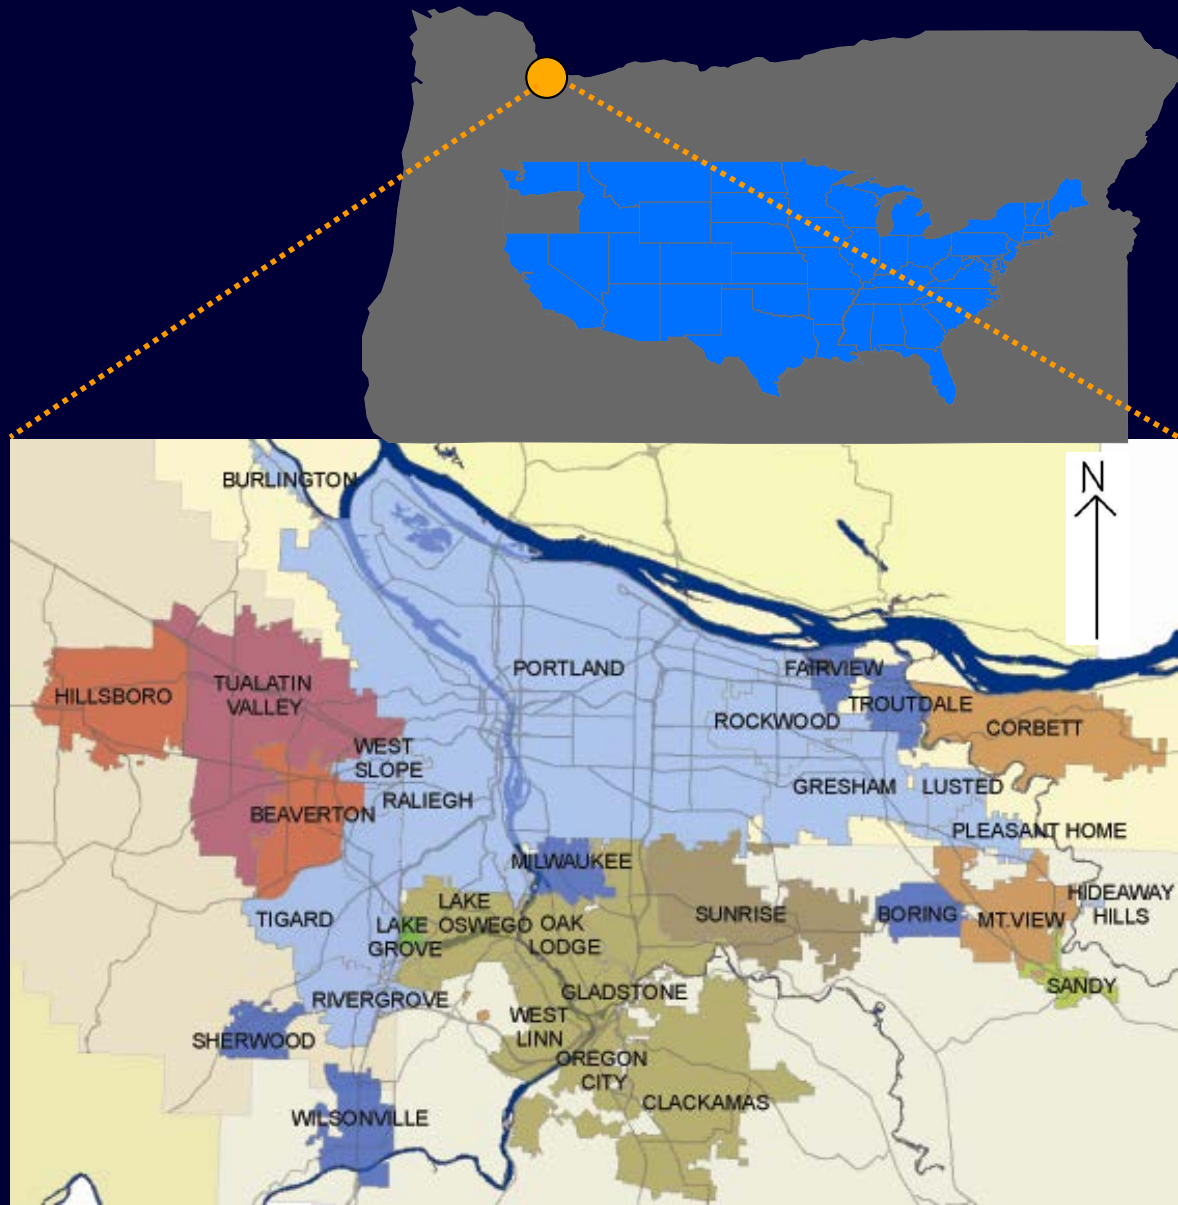 N
BURLINGTON
PORTLAND
FAIRVIEW
HILLSBORO
TUALATIN
VALLEY
TROUTDALE
ROCKWOOD
CORBETT
WEST
SLOPE
RALIEGH
GRESHAM
LUSTED
BEAVERTON
PLEASANT HOME
MILWAUKEE
TIGARD
LAKE
OSWEGO
LAKE
GROVE
OAK
LODGE
SUNRISE
BORING
MT.VIEW
HIDEAWAY
HILLS
SANDY
RIVERGROVE
GLADSTONE
WEST
LINN
SHERWOOD
OREGON
CITY
CLACKAMAS
WILSONVILLE